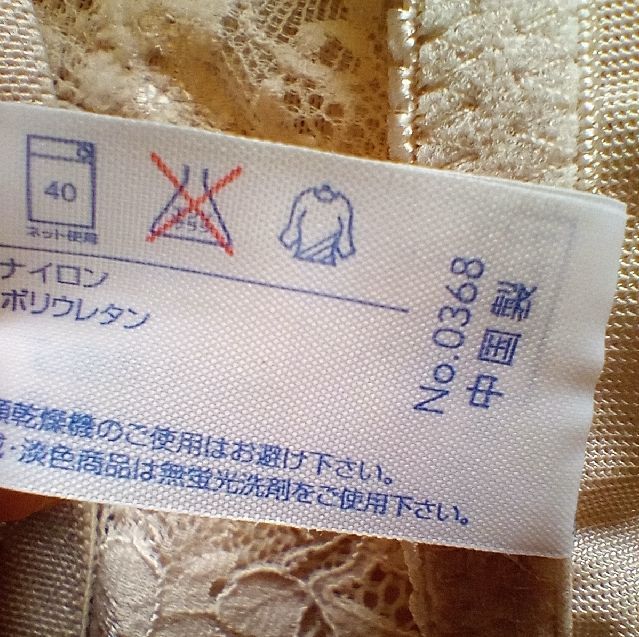 40
ネット使用
ナイロン
ポリウレタン
No.0368
中国製
乾燥機のご使用はお避け下さい。
淡色商品は無蛍光洗剤をご使用下さい。